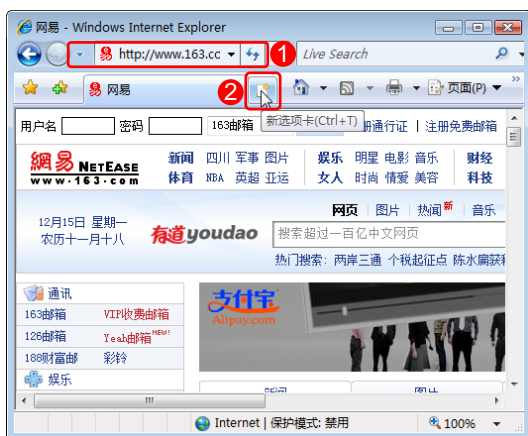 网易 - Windows Internet Explorer
http://www.163.cc
1
Live Search
网易
2
页面(P)
新选项卡(Ctrl+T)
用户名 密码 163邮箱 册通行证 | 注册免费邮箱
網易 NETEASE
www.163.com
新闻 四川 军事 图片 娱乐 明星 电影 音乐 财经
体育 NBA 英超 亚运 女人 时尚 情爱 美容 科技
12月15日 星期一
农历十一月十八
有道youdao
网页 图片 热闻新 音乐
搜索超过一百亿中文网页
热门搜索: 两岸三通 个税起征点 陈水扁获
通讯
163邮箱 VIP收费邮箱
126邮箱 Yeah邮箱NEW!
188财富邮 彩铃
娱乐
支付宝
Alipay.com
新闻 图片
Internet | 保护模式: 禁用
100%